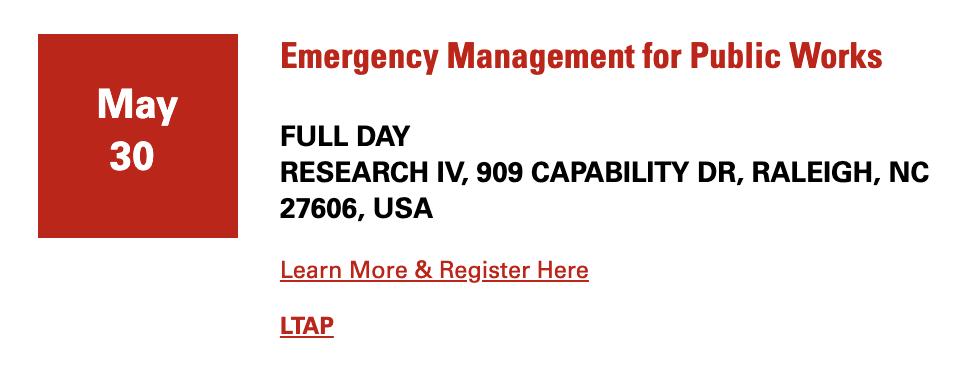 May
30
Emergency Management for Public Works
FULL DAY
RESEARCH IV, 909 CAPABILITY DR, RALEIGH, NC
27606, USA
Learn More & Register Here
LTAP